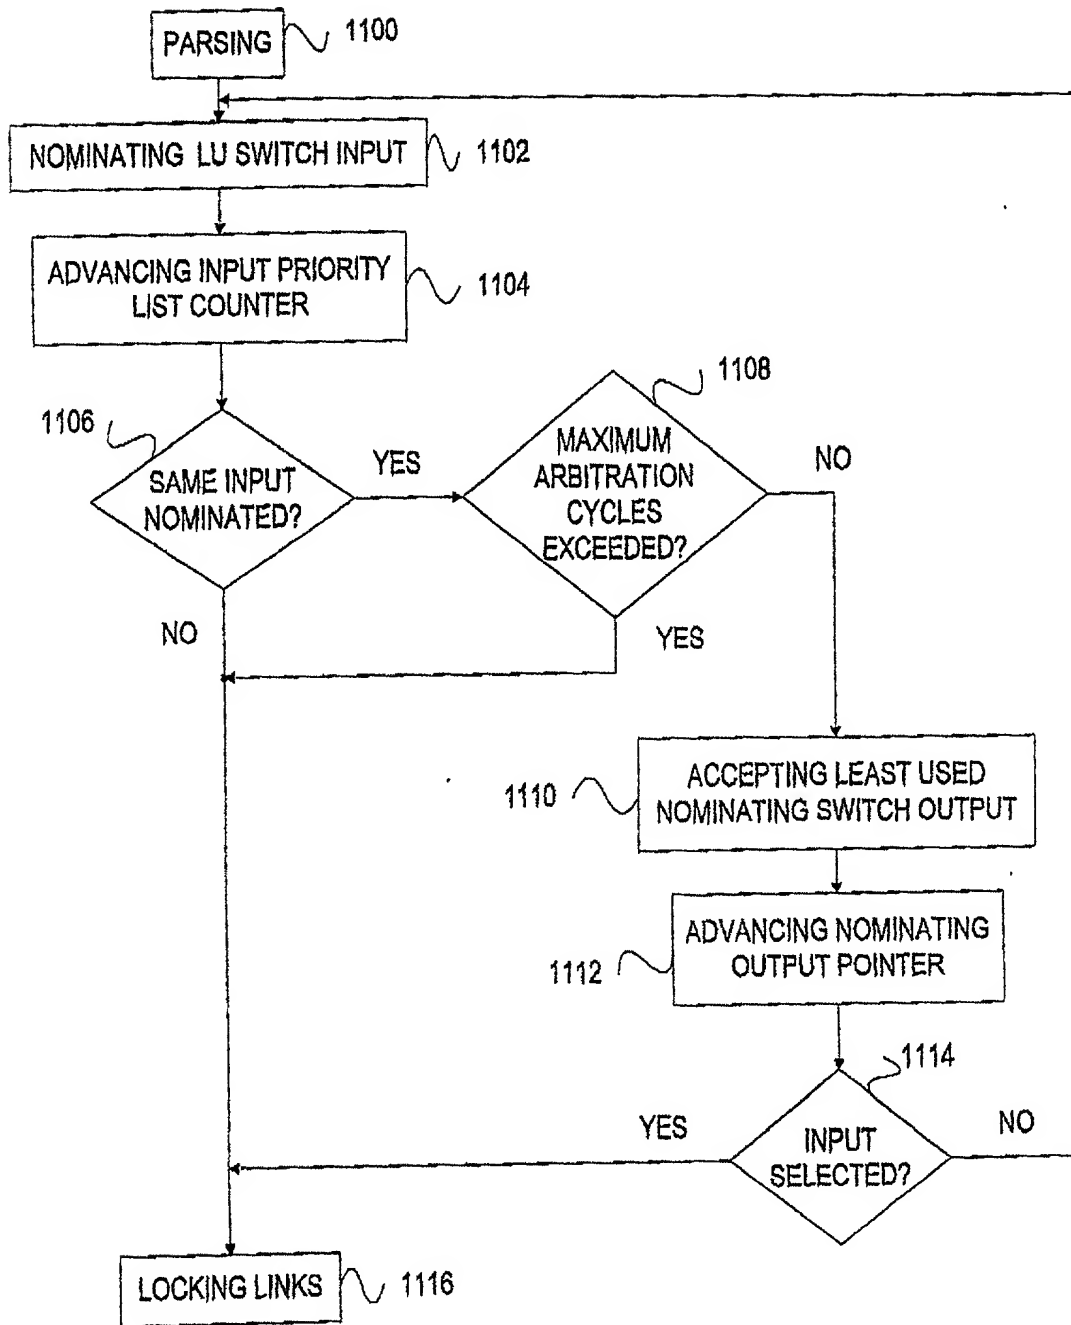 PARSING
1100
NOMINATING LU SWITCH INPUT
1102
ADVANCING INPUT PRIORITY
LIST COUNTER
1104
1106
SAME INPUT
NOMINATED?
YES
NO
1108
MAXIMUM
ARBITRATION
CYCLES
EXCEEDED?
NO
YES
1110
ACCEPTING LEAST USED
NOMINATING SWITCH OUTPUT
1112
ADVANCING NOMINATING
OUTPUT POINTER
1114
YES
INPUT
SELECTED?
NO
LOCKING LINKS
1116